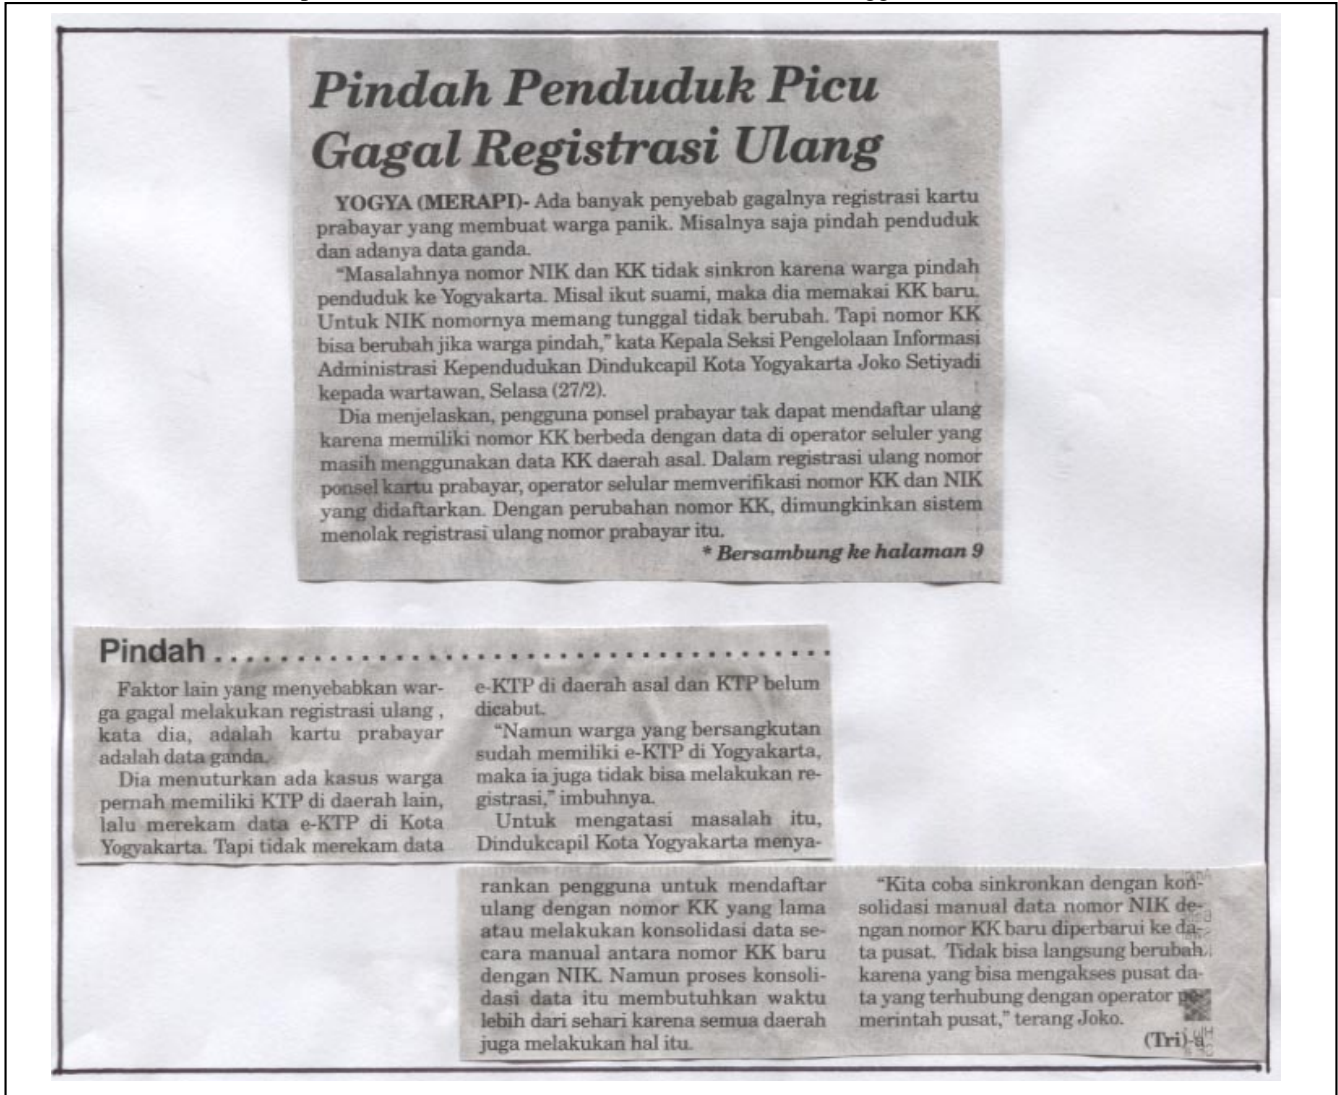 Pindah Penduduk Picu
Gagal Registrasi Ulang
YOGYA (MERAPI)- Ada banyak penyebab gagalnya registrasi kartu
prabayar yang membuat warga panik. Misalnya saja pindah penduduk
dan adanya data ganda.
“Masalahnya nomor NIK dan KK tidak sinkron karena warga pindah
penduduk ke Yogyakarta. Misal ikut suami, maka dia memakai KK baru.
Untuk NIK nomornya memang tunggal tidak berubah. Tapi nomor KK
bisa berubah jika warga pindah,” kata Kepala Seksi Pengelolaan Informasi
Administrasi Kependudukan Dindukcapil Kota Yogyakarta Joko Setiyadi
kepada wartawan, Selasa (27/2).
Dia menjelaskan, pengguna ponsel prabayar tak dapat mendaftar ulang
karena memiliki nomor KK berbeda dengan data di operator seluler yang
masih menggunakan data KK daerah asal. Dalam registrasi ulang nomor
ponsel kartu prabayar, operator selular memverifikasi nomor KK dan NIK
yang didaftarkan. Dengan perubahan nomor KK, dimungkinkan sistem
menolak registrasi ulang nomor prabayar itu.
* Bersambung ke halaman 9
Pindah ......................................
Faktor lain yang menyebabkan war-
ga gagal melakukan registrasi ulang ,
kata dia, adalah kartu prabayar
adalah data ganda.
Dia menuturkan ada kasus warga
pernah memiliki KTP di daerah lain,
lalu merekam data e-KTP di Kota
Yogyakarta. Tapi tidak merekam data
e-KTP di daerah asal dan KTP belum
dicabut.
“Namun warga yang bersangkutan
sudah memiliki e-KTP di Yogyakarta,
maka ia juga tidak bisa melakukan re-
gistrasi,” imbuhnya.
Untuk mengatasi masalah itu,
Dindukcapil Kota Yogyakarta menya-
rankan pengguna untuk mendaftar
ulang dengan nomor KK yang lama
atau melakukan konsolidasi data se-
cara manual antara nomor KK baru
dengan NIK. Namun proses konsoli-
dasi data itu membutuhkan waktu
lebih dari sehari karena semua daerah
juga melakukan hal itu.
“Kita coba sinkronkan dengan kon-
solidasi manual data nomor NIK de-
ngan nomor KK baru diperbarui ke da-
ta pusat. Tidak bisa langsung berubah
karena yang bisa mengakses pusat da-
ta yang terhubung dengan operator pe-
merintah pusat,” terang Joko.
(Tri)-a